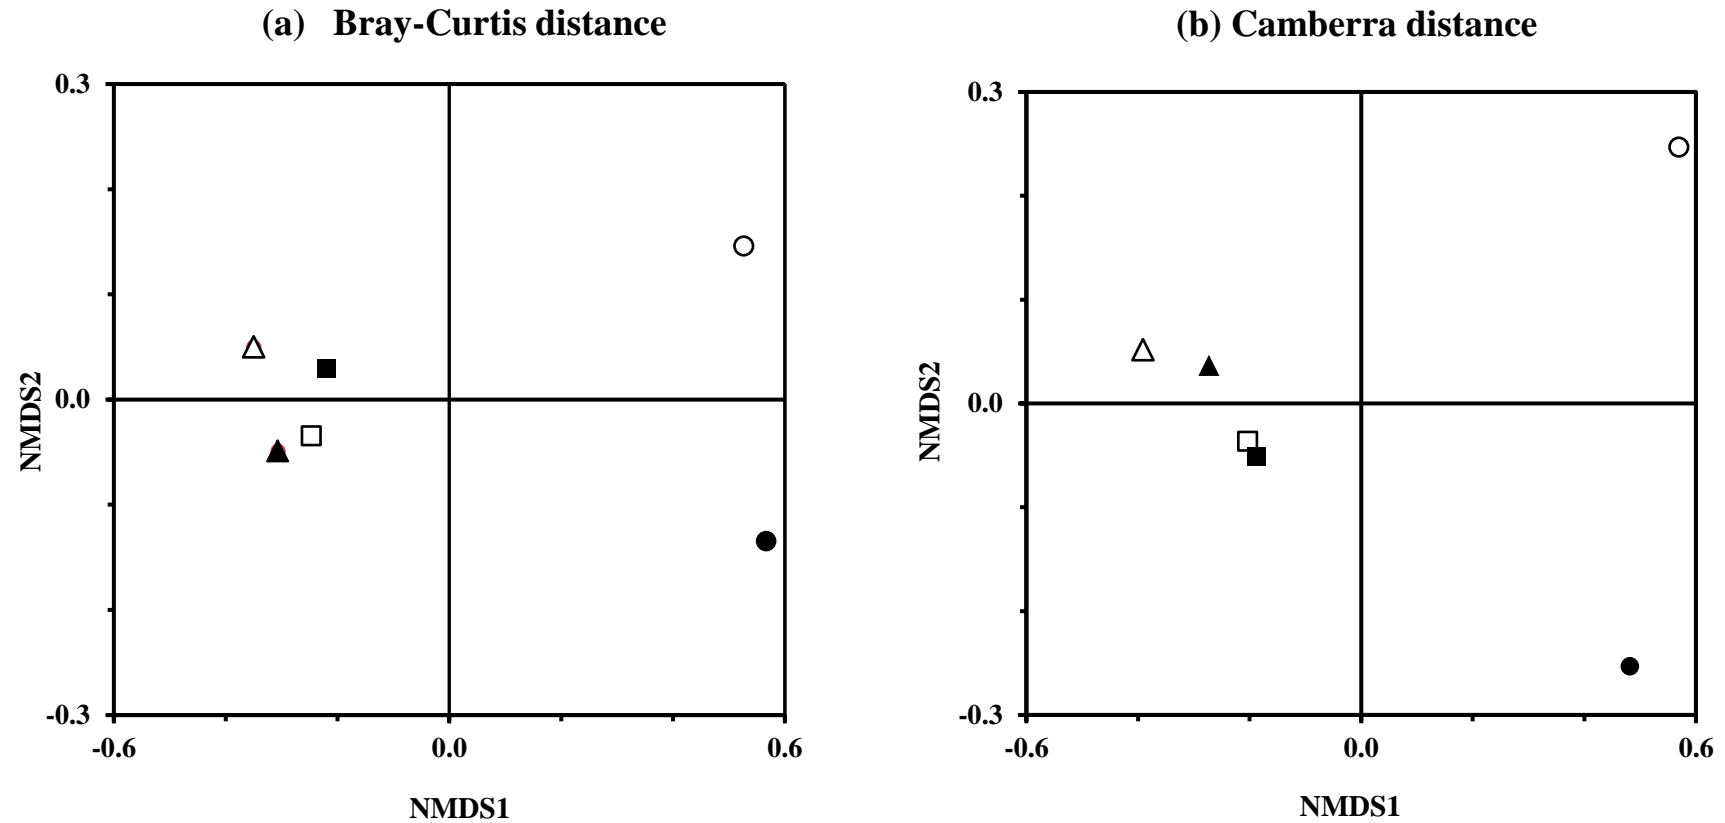 (a) Bray-Curtis distance
0.3
0.0
-0.3
-0.6 0.0 0.6
NMDS2
NMDS1
(b) Camberra distance
0.3
0.0
-0.3
-0.6 0.0 0.6
NMDS2
NMDS1